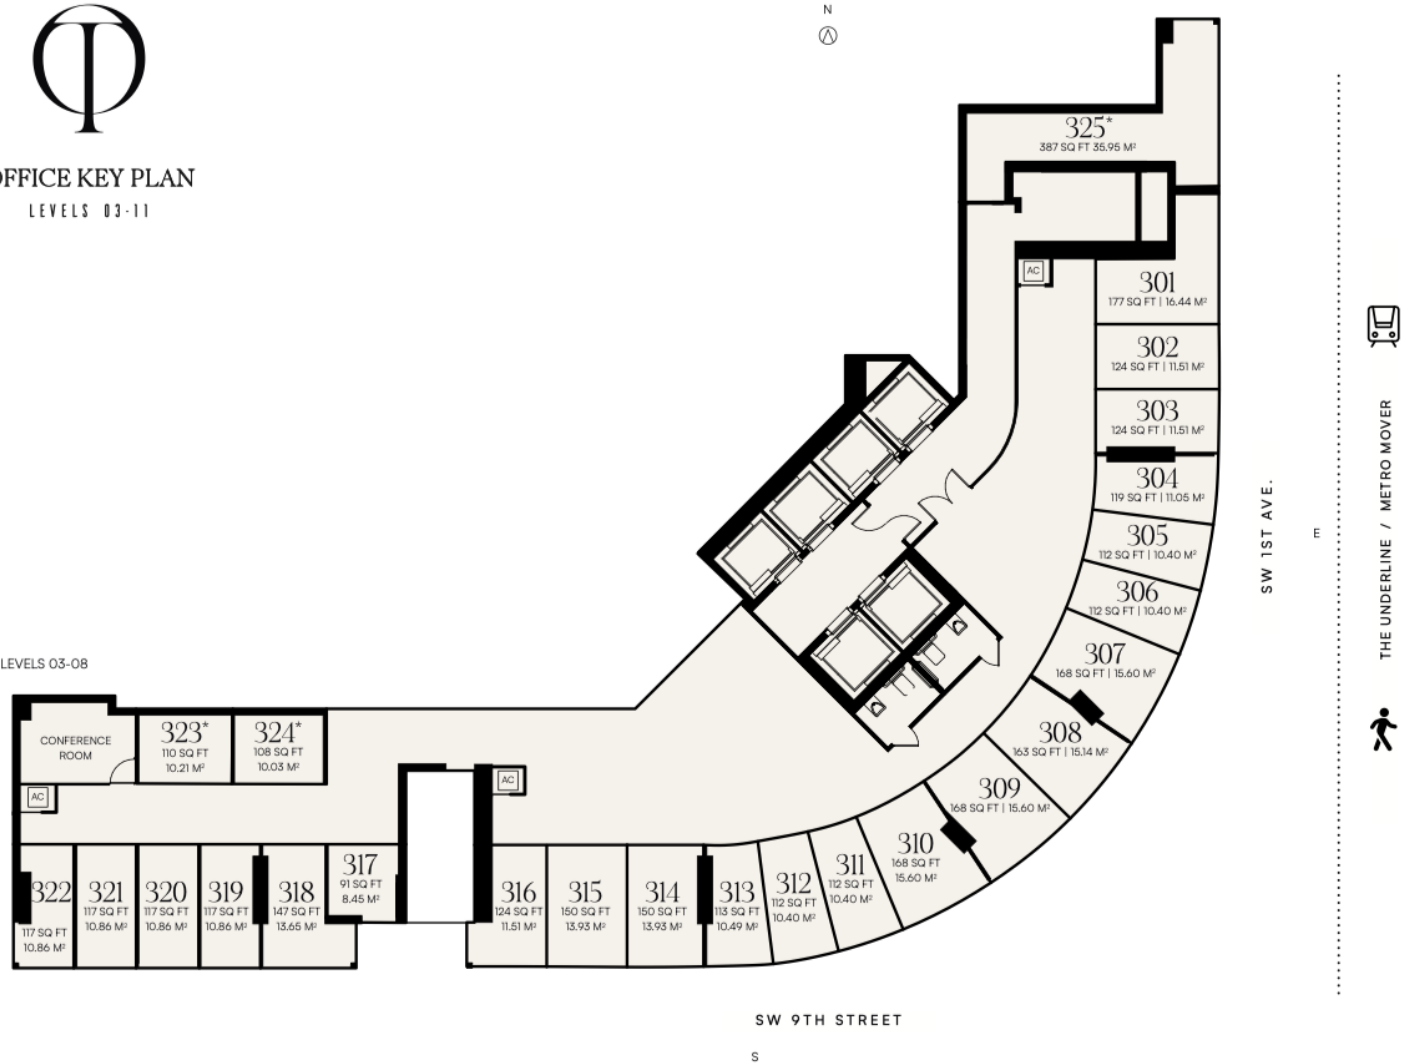 N
OFFICE KEY PLAN
LEVELS 03-11
325*
387 SQ FT 35.95 M²
AC
301
177 SQ FT | 16.44 M²
302
124 SQ FT | 11.51 M²
303
124 SQ FT | 11.51 M²
304
119 SQ FT | 11.05 M²
305
112 SQ FT | 10.40 M²
306
112 SQ FT | 10.40 M²
307
168 SQ FT | 15.60 M²
308
163 SQ FT | 15.14 M²
309
168 SQ FT | 15.60 M²
310
168 SQ FT
15.60 M²
311
112 SQ FT
10.40 M²
312
112 SQ FT
10.40 M²
313
113 SQ FT
10.49 M²
314
150 SQ FT
13.93 M²
315
150 SQ FT
13.93 M²
316
124 SQ FT
11.51 M²
AC
317
91 SQ FT
8.45 M²
318
147 SQ FT
13.65 M²
319
117 SQ FT
10.86 M²
320
117 SQ FT
10.86 M²
321
117 SQ FT
10.86 M²
322
117 SQ FT
10.86 M²
LEVELS 03-08
CONFERENCE
ROOM
AC
323*
110 SQ FT
10.21 M²
324*
108 SQ FT
10.03 M²
SW 1ST AVE.
E
THE UNDERLINE / METRO MOVER
SW 9TH STREET
S